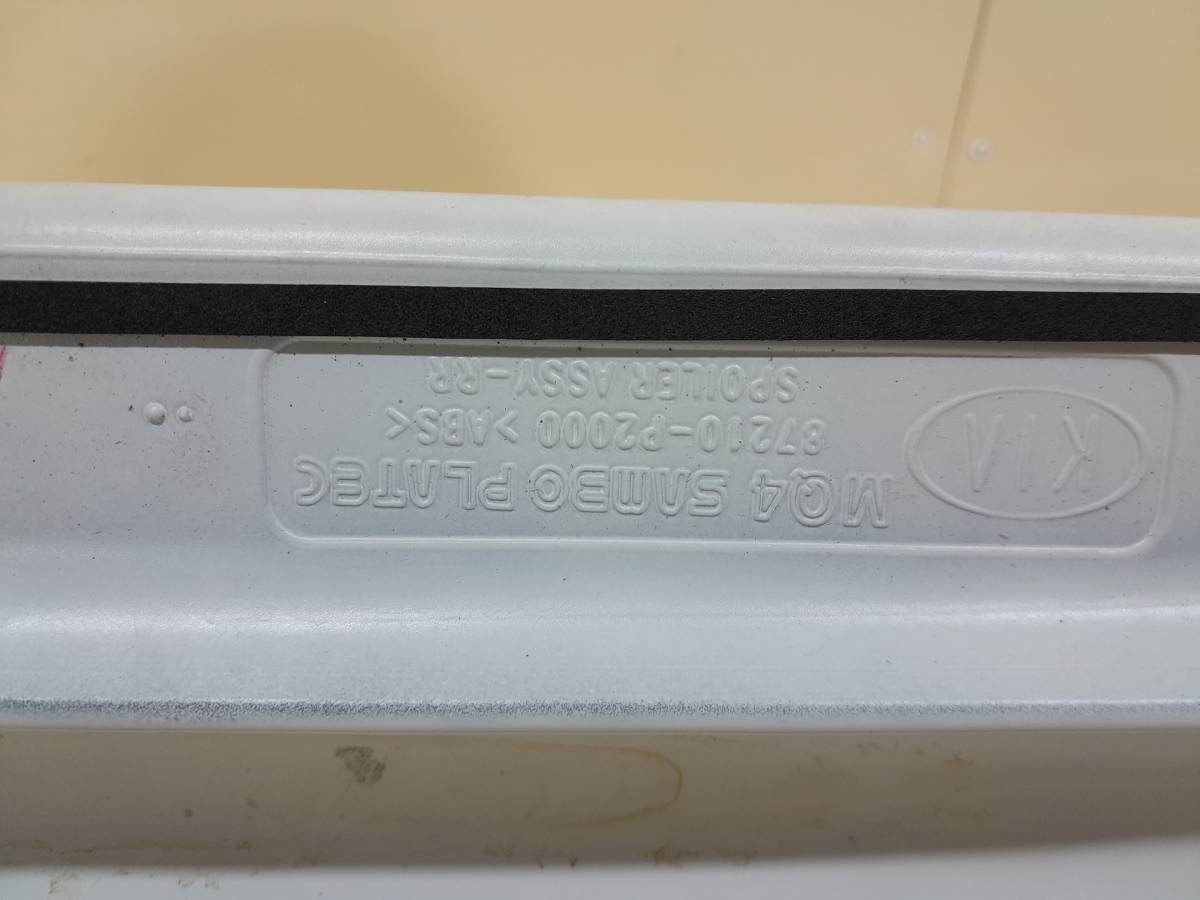 KIA
MQ4 SAMBO PLATEC
87210-P2000 >ABS<
SPOILER ASSY-RR